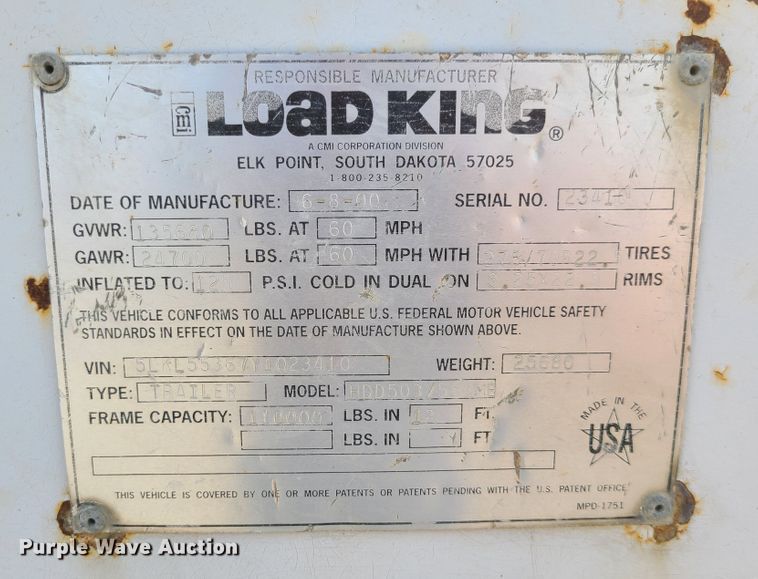 RESPONSIBLE MANUFACTURER
cmi LOAD KING ®
A CMI CORPORATION DIVISION
ELK POINT, SOUTH DAKOTA 57025
1-800-235-8210
DATE OF MANUFACTURE: 6-8-00 SERIAL NO. 23410
GVWR: LBS. AT 60 MPH
GAWR: 24700 LBS. AT 60 MPH WITH TIRES
INFLATED TO: P.S.I. COLD IN DUAL ON RIMS
THIS VEHICLE CONFORMS TO ALL APPLICABLE U.S. FEDERAL MOTOR VEHICLE SAFETY
STANDARDS IN EFFECT ON THE DATE OF MANUFACTURE SHOWN ABOVE.
VIN: WEIGHT: 25680
TYPE: TRAILER MODEL:
FRAME CAPACITY: 110000 LBS. IN FT.
LBS. IN FT
MADE IN THE
USA
THIS VEHICLE IS COVERED BY ONE OR MORE PATENTS OR PATENTS PENDING WITH THE U.S. PATENT OFFICE
MPD-1751
Purple Wave Auction